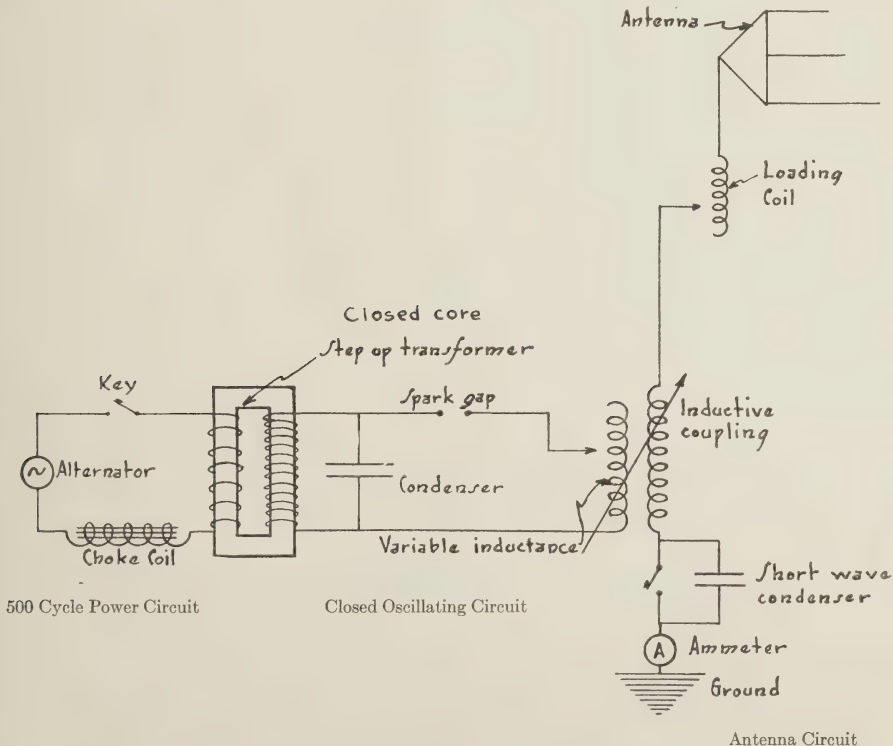 Antenna
Loading
Coil
Closed core
Step up transformer
Key
Spark gap
Inductive
coupling
~
Alternator
Condenser
Choke Coil
Variable inductance
Short wave
condenser
500 Cycle Power Circuit
Closed Oscillating Circuit
A
Ammeter
Ground
Antenna Circuit